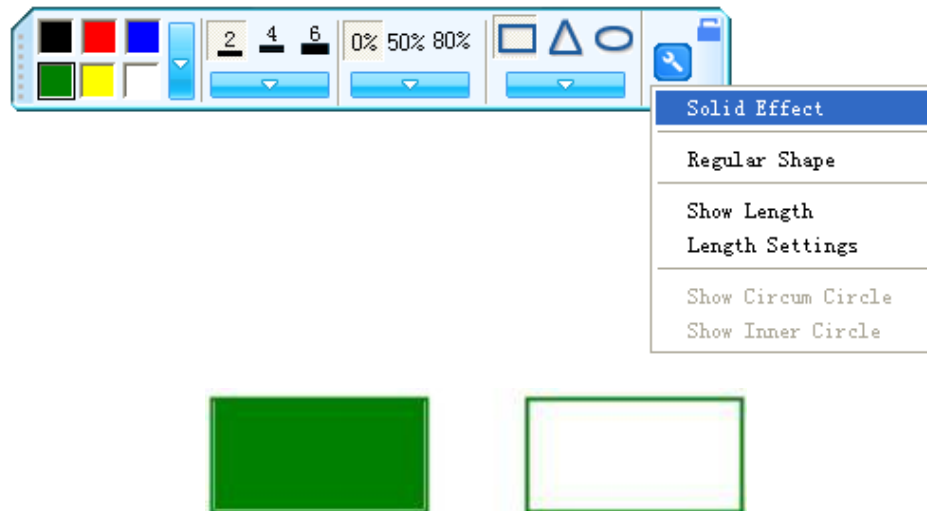 2 4 6 0% 50% 80%
Solid Effect
Regular Shape
Show Length
Length Settings
Show Circum Circle
Show Inner Circle